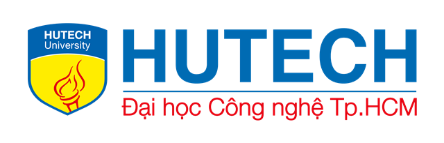 HUTECH
University
HUTECH
Đại học Công nghệ Tp.HCM